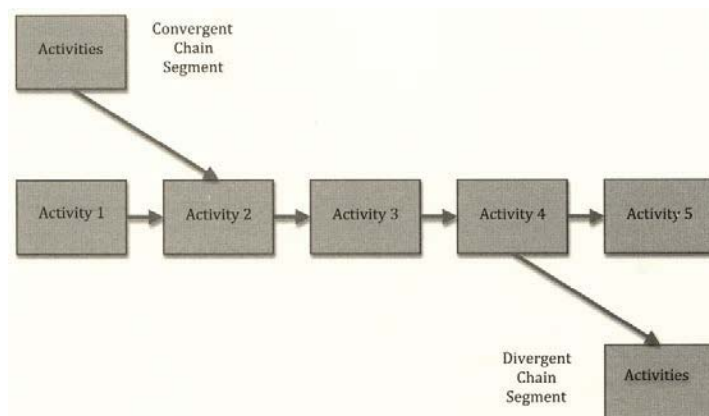 Activities
Convergent
Chain
Segment
Activity 1
Activity 2
Activity 3
Activity 4
Activity 5
Divergent
Chain
Segment
Activities